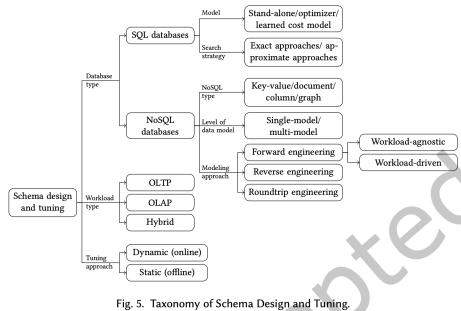 Model
Stand-alone/optimizer/
learned cost model
SQL databases
Search
strategy
Exact approaches/ ap-
proximate approaches
Database
type
NoSQL
type
Key-value/document/
column/graph
NoSQL
databases
Level of
data model
Single-model/
multi-model
Modeling
approach
Forward engineering
Workload-agnostic
Workload-driven
Reverse engineering
Roundtrip engineering
Schema design
and tuning
Workload
type
OLTP
OLAP
Hybrid
Tuning
approach
Dynamic (online)
Static (offline)
Fig. 5. Taxonomy of Schema Design and Tuning.
pted